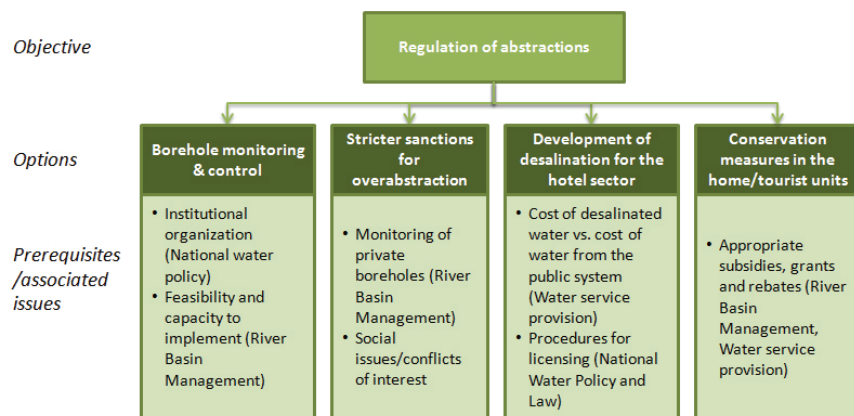 Objective
Regulation of abstractions
Options
Borehole monitoring
& control
Stricter sanctions
for
overabstraction
Development of
desalination for the
hotel sector
Conservation
measures in the
home/tourist units
Prerequisites
/associated
issues
• Institutional
organization
(National water
policy)
• Feasibility and
capacity to
implement (River
Basin
Management)
• Monitoring of
private
boreholes (River
Basin
Management)
• Social
issues/conflicts
of interest
• Cost of desalinated
water vs. cost of
water from the
public system
(Water service
provision)
• Procedures for
licensing (National
Water Policy and
Law)
• Appropriate
subsidies, grants
and rebates (River
Basin
Management,
Water service
provision)